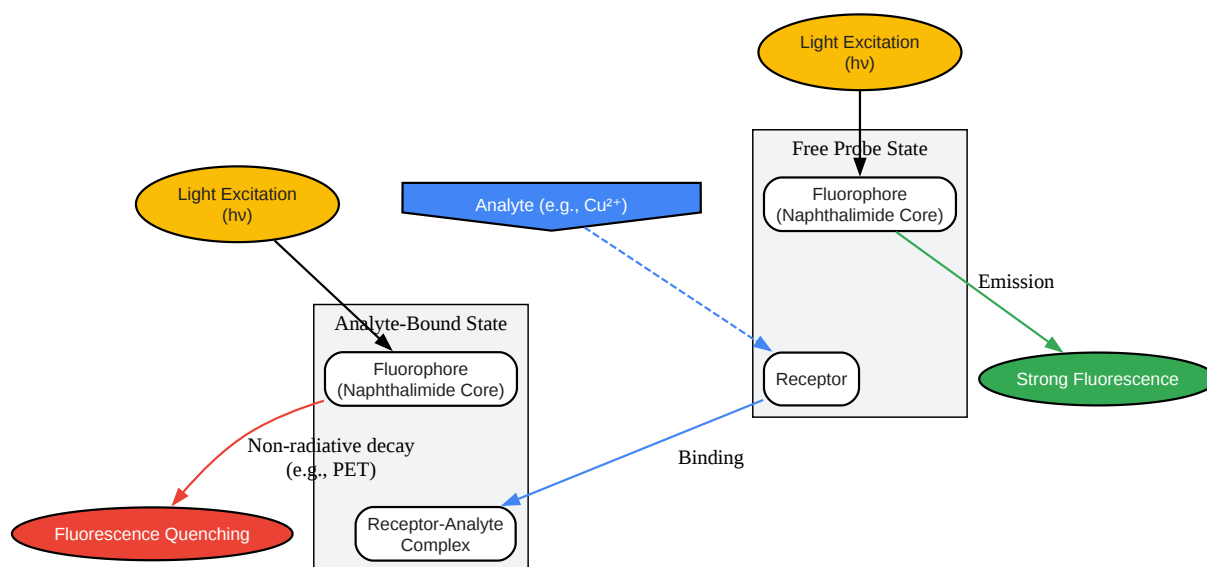 Light Excitation
(hν)
Free Probe State
Fluorophore
(Naphthalimide Core)
Light Excitation
(hν)
Analyte (e.g., Cu²⁺)
Emission
Analyte-Bound State
Fluorophore
(Naphthalimide Core)
Receptor
Strong Fluorescence
Non-radiative decay
(e.g., PET)
Binding
Fluorescence Quenching
Receptor-Analyte
Complex